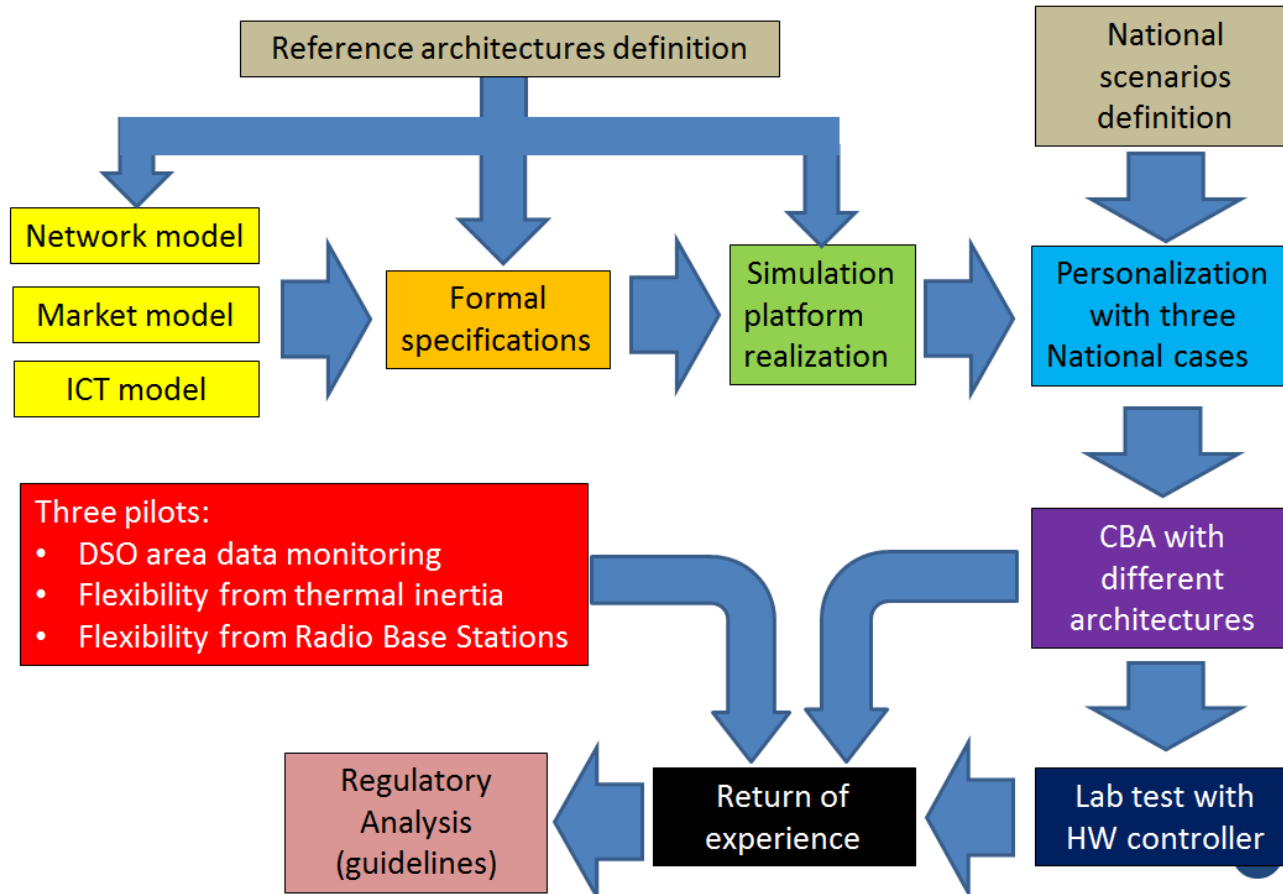 Reference architectures definition
National
scenarios
definition
Network model
Market model
ICT model
Formal
specifications
Simulation
platform
realization
Personalization
with three
National cases
Three pilots:
• DSO area data monitoring
• Flexibility from thermal inertia
• Flexibility from Radio Base Stations
CBA with
different
architectures
Regulatory
Analysis
(guidelines)
Return of
experience
Lab test with
HW controller